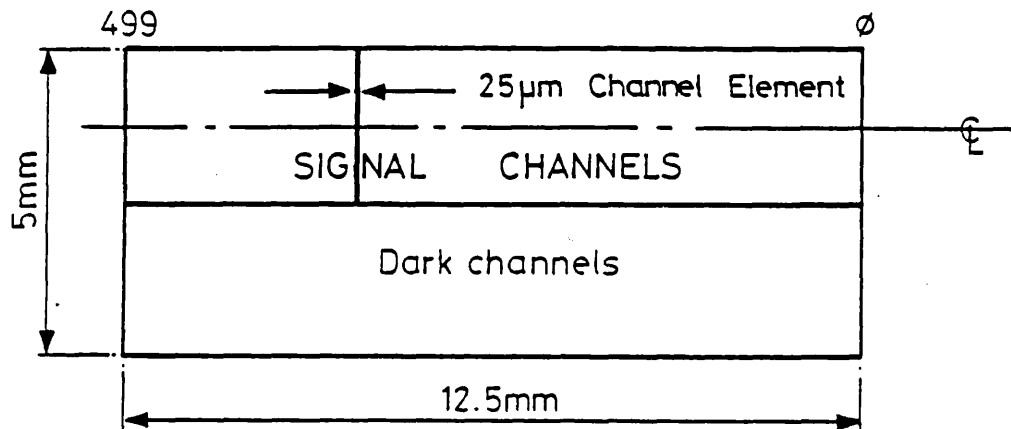 499 ø
25µm Channel Element
℄
SIGNAL CHANNELS
5mm
Dark channels
12.5mm